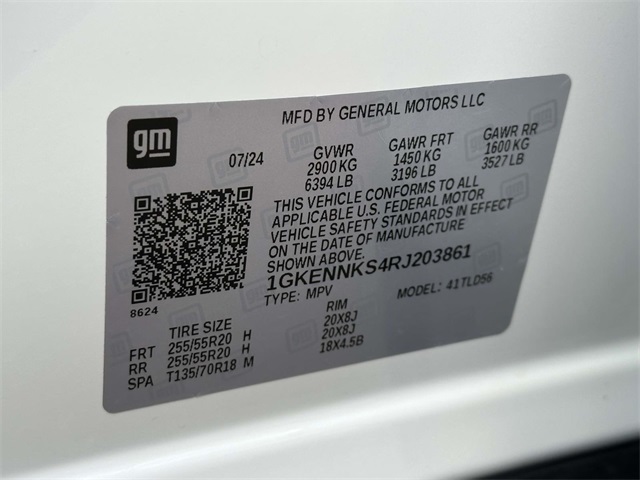 MFD BY GENERAL MOTORS LLC
gm
07/24
GVWR GAWR FRT GAWR RR
2900 KG 1450 KG 1600 KG
6394 LB 3196 LB 3527 LB
THIS VEHICLE CONFORMS TO ALL
APPLICABLE U.S. FEDERAL MOTOR
VEHICLE SAFETY STANDARDS IN EFFECT
ON THE DATE OF MANUFACTURE
SHOWN ABOVE.
1GKENNKS4RJ203861
TYPE: MPV MODEL: 41TLD56
8624
TIRE SIZE RIM
FRT 255/55R20 H 20X8J
RR 255/55R20 H 20X8J
SPA T135/70R18 M 18X4.5B